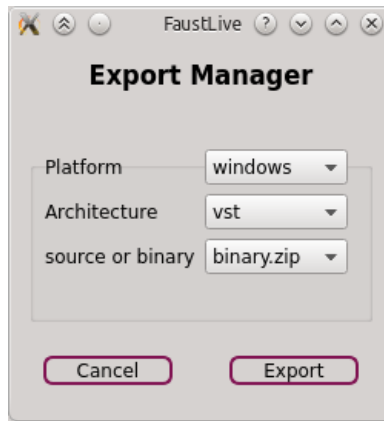 FaustLive
Export Manager
Platform windows
Architecture vst
source or binary binary.zip
Cancel Export